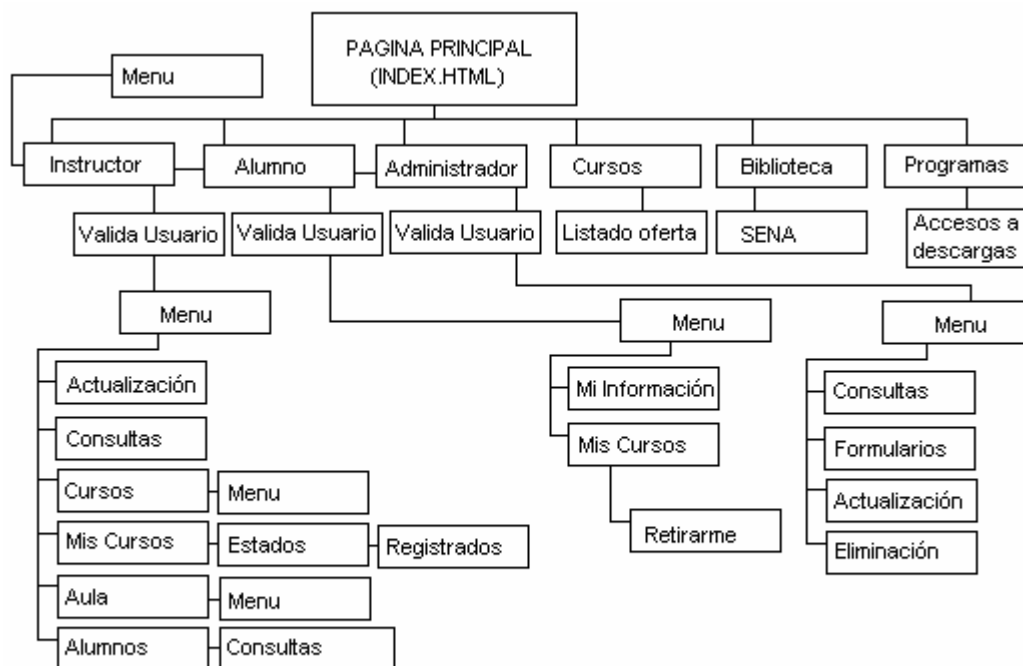 PAGINA PRINCIPAL
(INDEX.HTML)
Menu
Instructor
Alumno
Administrador
Cursos
Biblioteca
Programas
Valida Usuario
Valida Usuario
Valida Usuario
Listado oferta
SENA
Accesos a
descargas
Menu
Menu
Menu
Actualización
Consultas
Cursos
Menu
Mis Cursos
Estados
Registrados
Aula
Menu
Alumnos
Consultas
Mi Información
Mis Cursos
Retirarme
Consultas
Formularios
Actualización
Eliminación